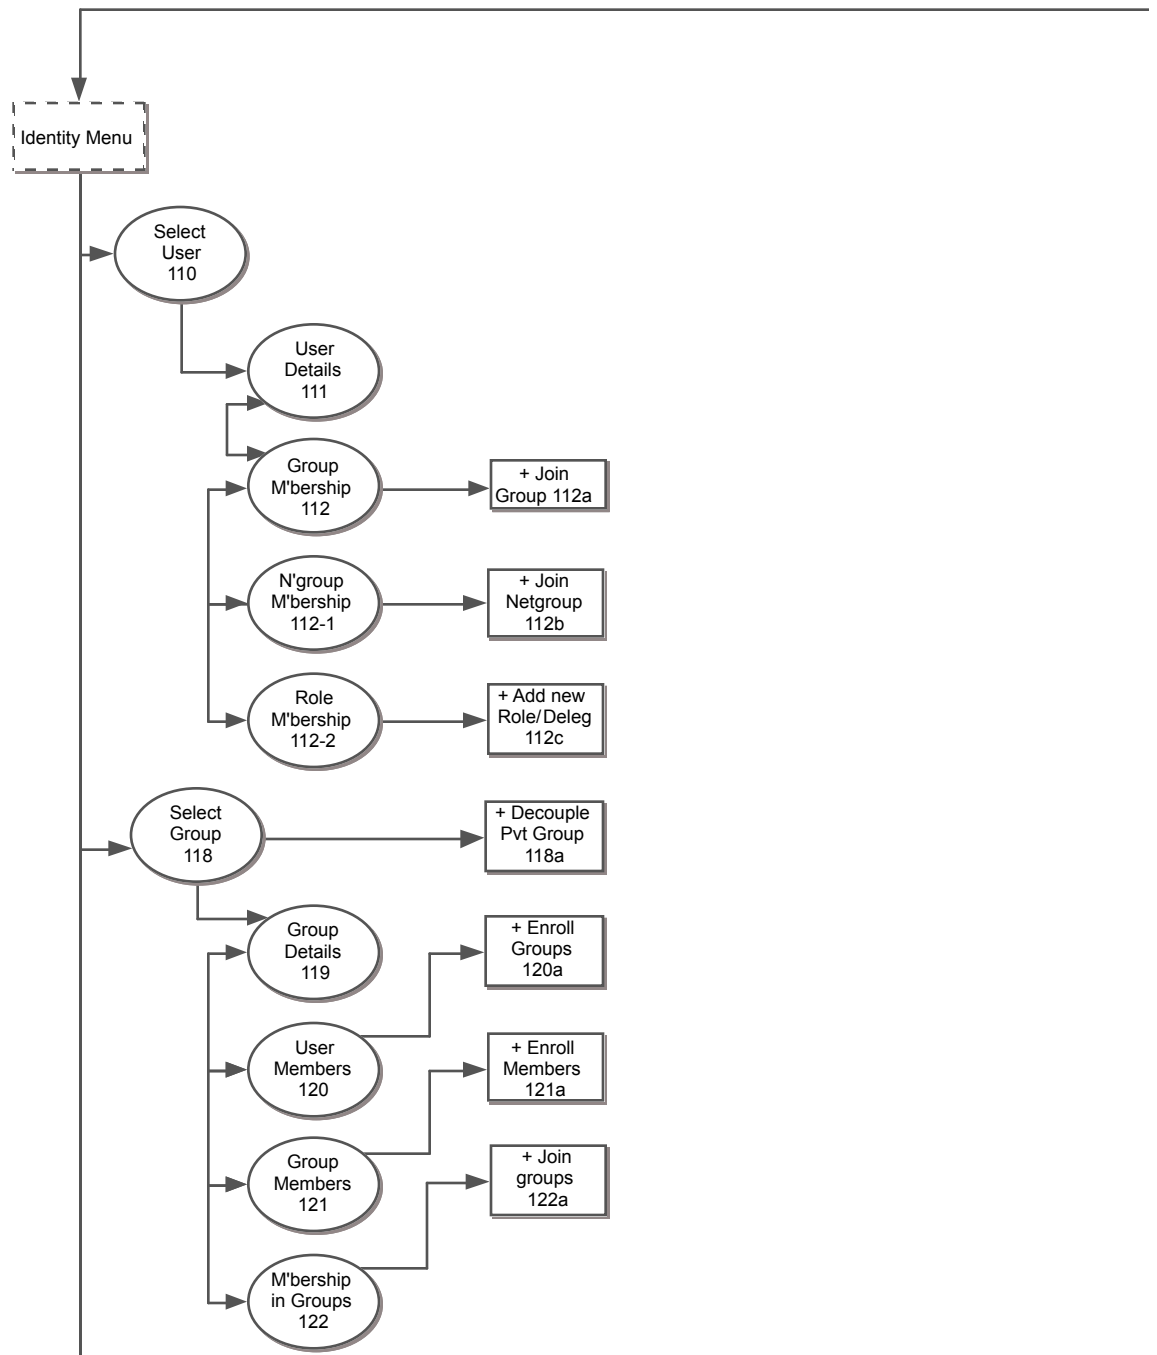 Identity Menu
Select
User
110
User
Details
111
Group
M'bership
112
+ Join
Group 112a
N'group
M'bership
112-1
+ Join
Netgroup
112b
Role
M'bership
112-2
+ Add new
Role/Deleg
112c
Select
Group
118
+ Decouple
Pvt Group
118a
Group
Details
119
+ Enroll
Groups
120a
User
Members
120
+ Enroll
Members
121a
Group
Members
121
+ Join
groups
122a
M'bership
in Groups
122